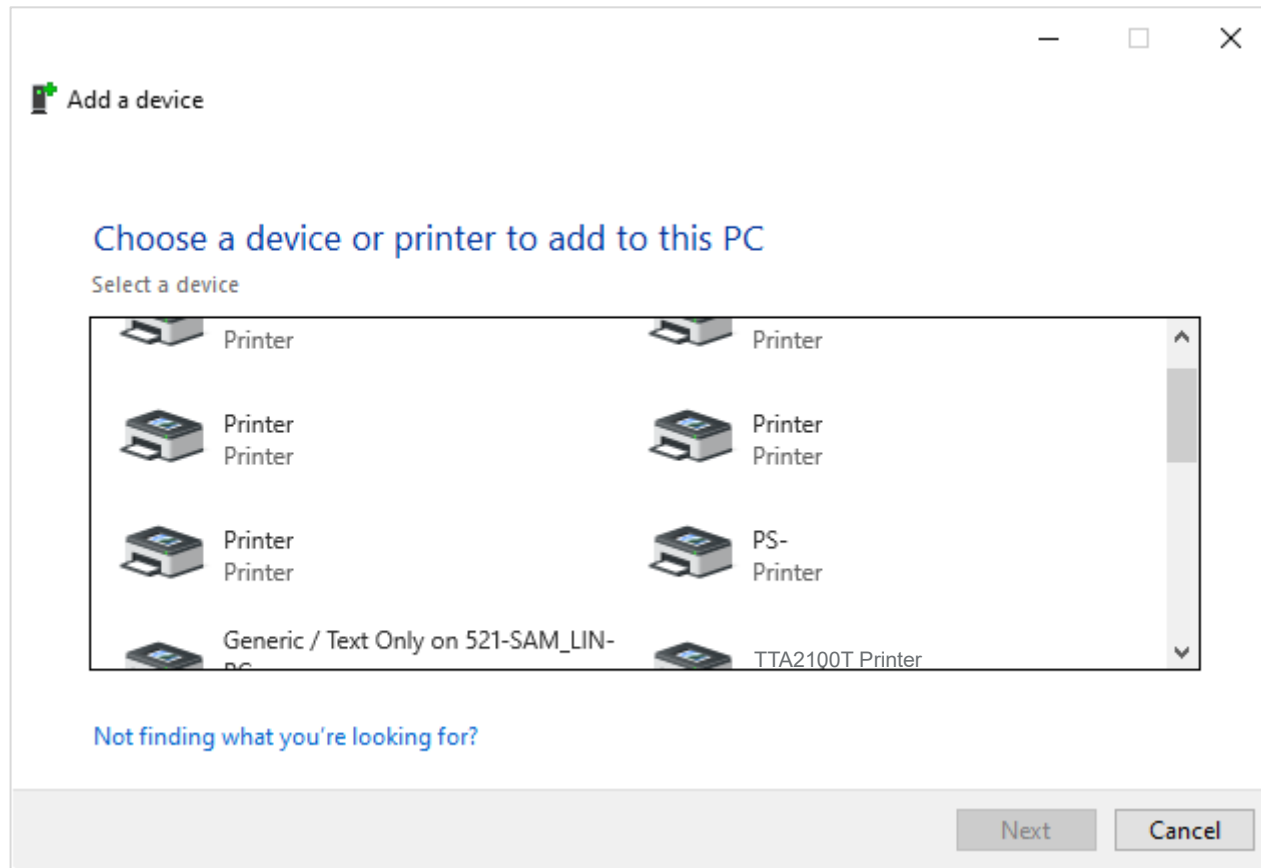 Add a device
Choose a device or printer to add to this PC
Select a device
Printer
Printer
Printer
Printer
Printer
Printer
Printer
PS-
Printer
Printer
Generic / Text Only on 521-SAM_LIN-
TTA2100T Printer
Not finding what you're looking for?
Next
Cancel